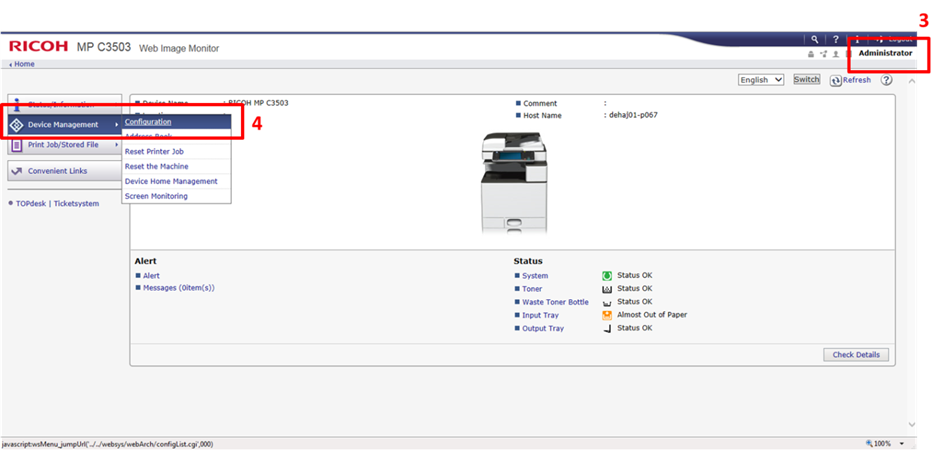 3
RICOH MP C3503 Web Image Monitor
?
Logout
Administrator
Home
English Switch Refresh ?
Status/Information
Device Name : RICOH MP C3503
Comment :
Host Name : dehaj01-p067
Device Management
Configuration
4
Address Book
Print Job/Stored File
Reset Printer Job
Reset the Machine
Convenient Links
Device Home Management
Screen Monitoring
TOPdesk | Ticketsystem
Alert
Alert
Messages (0item(s))
Status
System Status OK
Toner Status OK
Waste Toner Bottle Status OK
Input Tray Almost Out of Paper
Output Tray Status OK
Check Details
javascript:wsMenu_jumpUrl('../../websys/webArch/configList.cgi',000)
100%